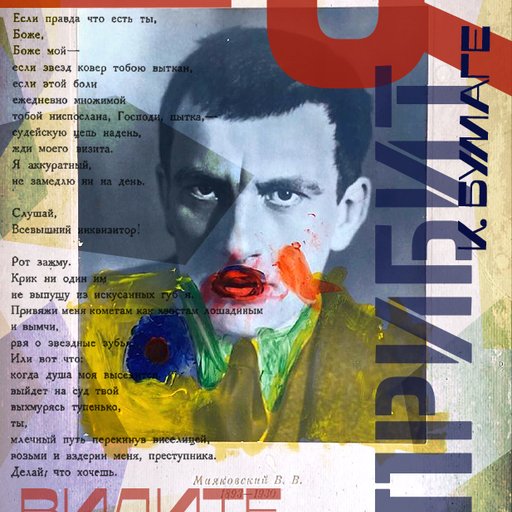 Если правда что есть ты,
Боже,
Боже мой—
если звезд ковер тобою выткан,
если этой боли
ежедневно множимой
тобой ниспослана, Господи, пытка,—
судейскую цепь надень,
жди моего визита.
Я аккуратный,
не замедлю ни на день.
Слушай,
Всевышний инквизитор!
Рот зажму.
Крик ни один им
не выпущу из искусанных губ я.
Привяжи меня кометам как хвостам лошадиным
и вымчи,
рвя о звездные зубья
Или вот что:
когда душа моя выселится
выйдет на суд твой
выхмурясь тупенько,
ты,
млечный путь перекинув виселицей,
возьми и вздерни меня, преступника.
Делай, что хочешь.
Маяковский В. В.
1893—1930
ВИДИТЕ
ПРИБИТ
К БУМАГЕ